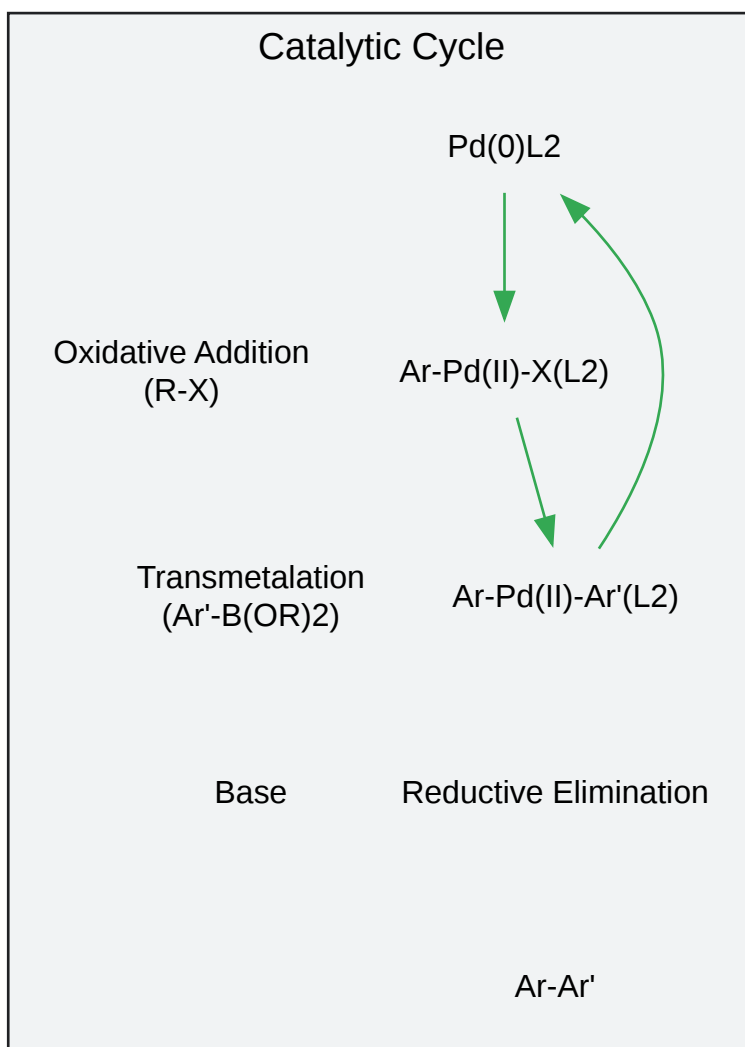 Catalytic Cycle
Pd(0)L2
Oxidative Addition
(R-X)
Ar-Pd(II)-X(L2)
Transmetalation
(Ar'-B(OR)2)
Ar-Pd(II)-Ar'(L2)
Base
Reductive Elimination
Ar-Ar'